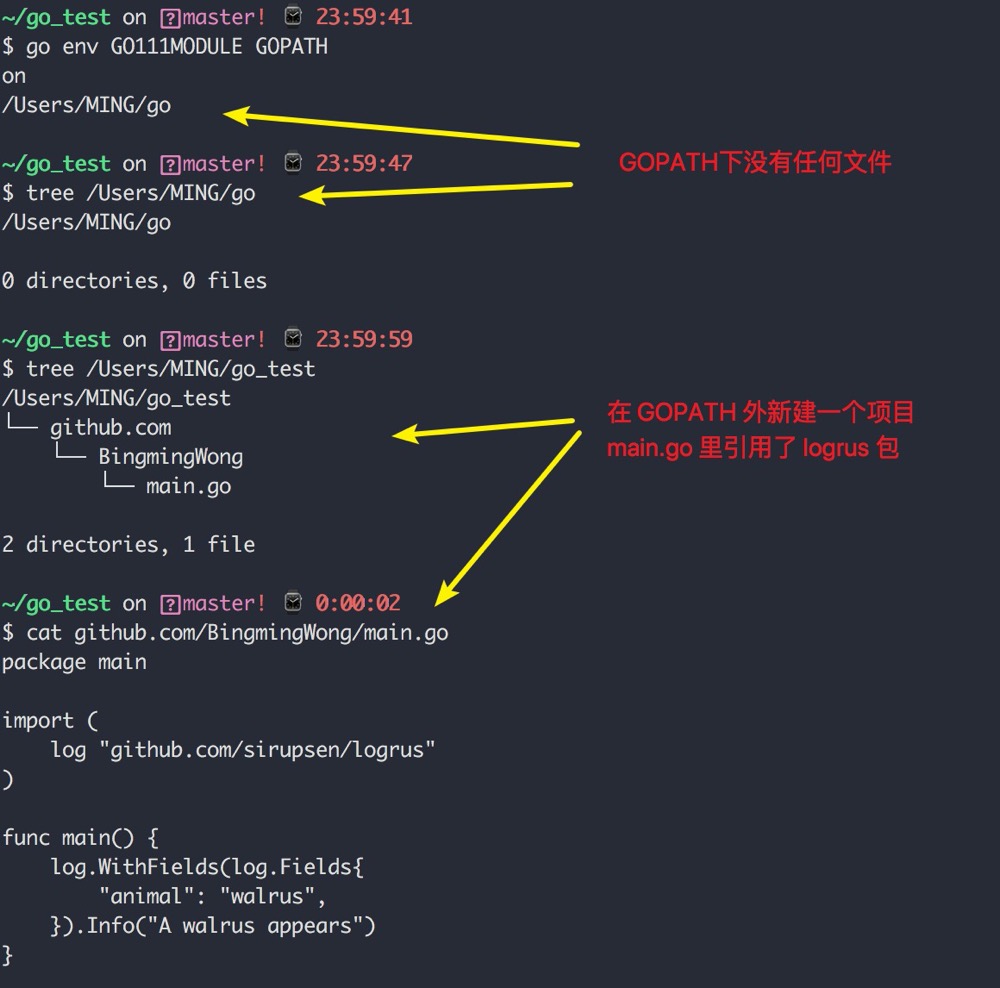 ~/go_test on master! 23:59:41
$ go env GO111MODULE GOPATH
on
/Users/MING/go
~/go_test on master! 23:59:47
GOPATH下没有任何文件
$ tree /Users/MING/go
/Users/MING/go
0 directories, 0 files
~/go_test on master! 23:59:59
$ tree /Users/MING/go_test
/Users/MING/go_test
└── github.com
    └── BingmingWong
        └── main.go
在 GOPATH 外新建一个项目
main.go 里引用了 logrus 包
2 directories, 1 file
~/go_test on master! 0:00:02
$ cat github.com/BingmingWong/main.go
package main
import (
    log "github.com/sirupsen/logrus"
)
func main() {
    log.WithFields(log.Fields{
        "animal": "walrus",
    }).Info("A walrus appears")
}